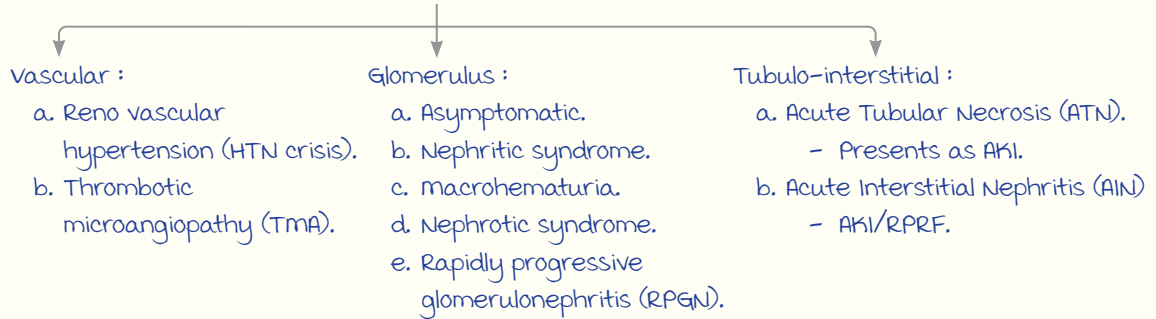 Vascular :
a. Reno vascular
hypertension (HTN crisis).
b. Thrombotic
microangiopathy (TMA).
Glomerulus :
a. Asymptomatic.
b. Nephritic syndrome.
c. Macrohematuria.
d. Nephrotic syndrome.
e. Rapidly progressive
glomerulonephritis (RPGN).
Tubulo-interstitial :
a. Acute Tubular Necrosis (ATN).
- Presents as AKI.
b. Acute Interstitial Nephritis (AIN)
- AKI/RPRF.